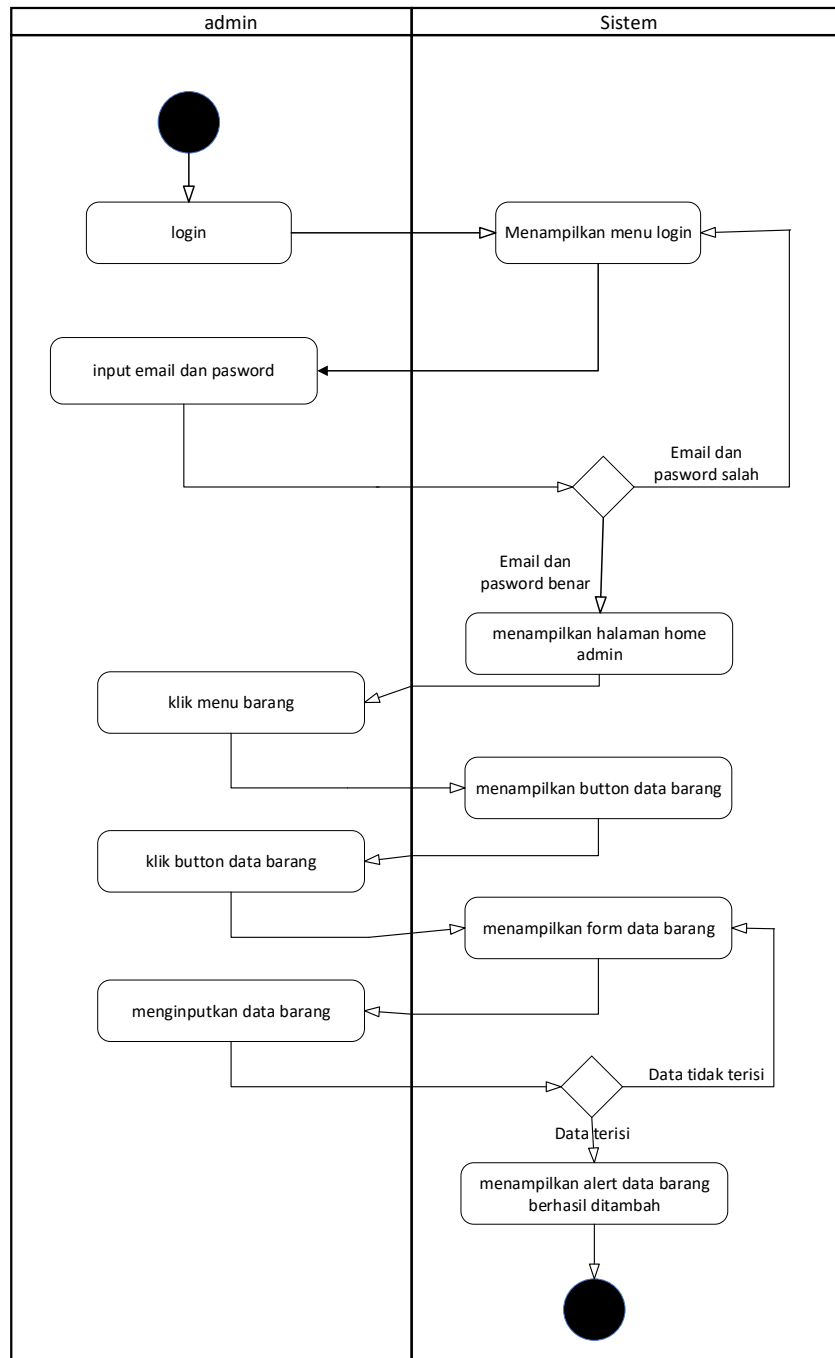 admin
Sistem
login
Menampilkan menu login
input email dan pasword
Email dan
pasword salah
Email dan
pasword benar
menampilkan halaman home
admin
klik menu barang
menampilkan button data barang
klik button data barang
menampilkan form data barang
menginputkan data barang
Data tidak terisi
Data terisi
menampilkan alert data barang
berhasil ditambah